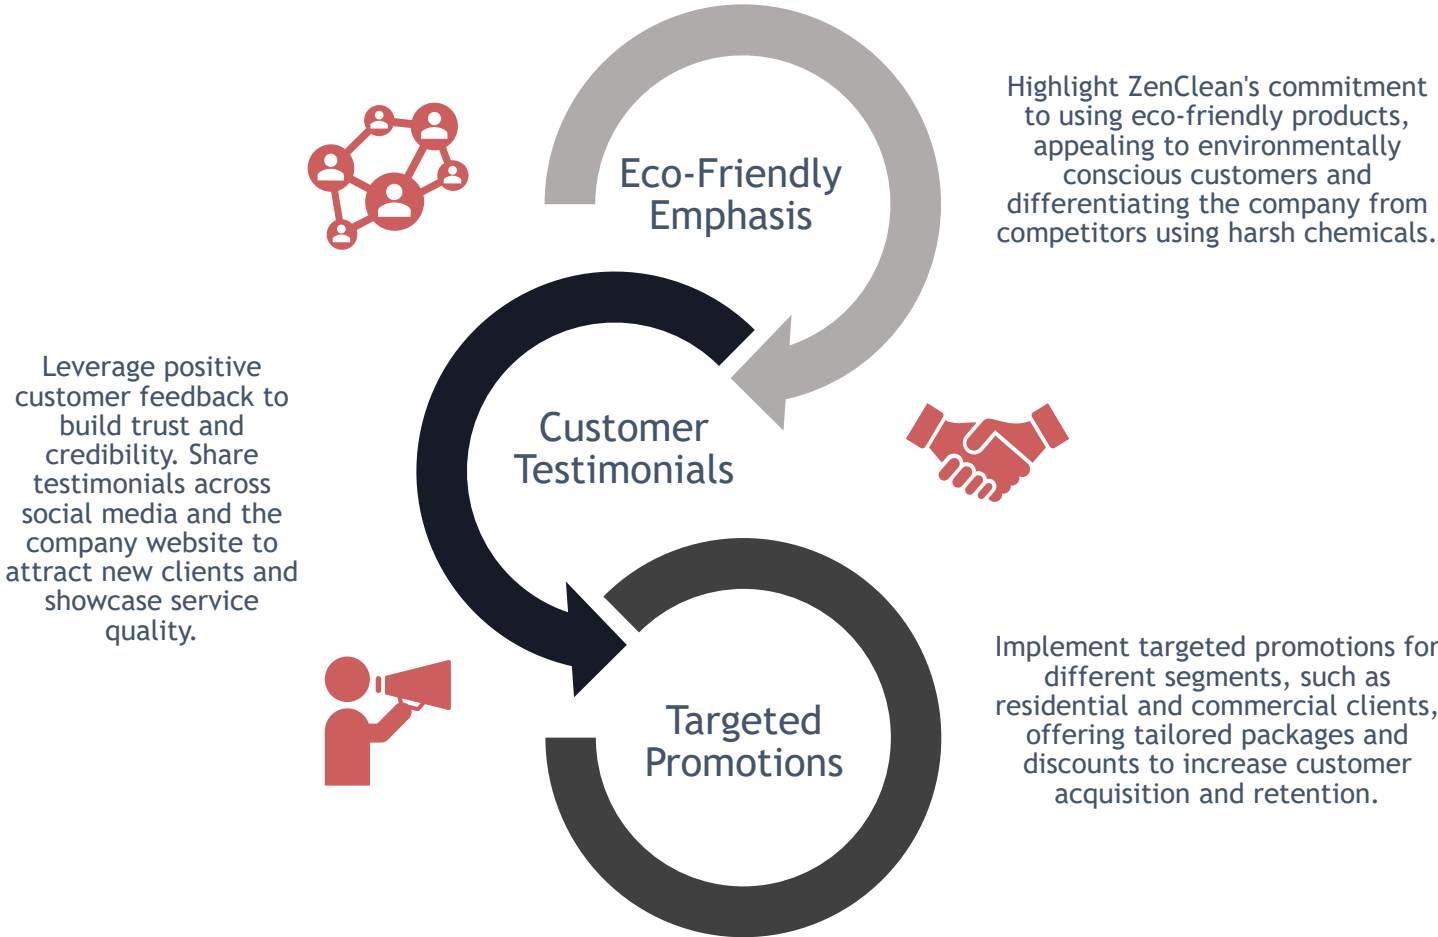 Eco-Friendly
Emphasis
Highlight ZenClean's commitment
to using eco-friendly products,
appealing to environmentally
conscious customers and
differentiating the company from
competitors using harsh chemicals.
Customer
Testimonials
Leverage positive
customer feedback to
build trust and
credibility. Share
testimonials across
social media and the
company website to
attract new clients and
showcase service
quality.
Targeted
Promotions
Implement targeted promotions for
different segments, such as
residential and commercial clients,
offering tailored packages and
discounts to increase customer
acquisition and retention.